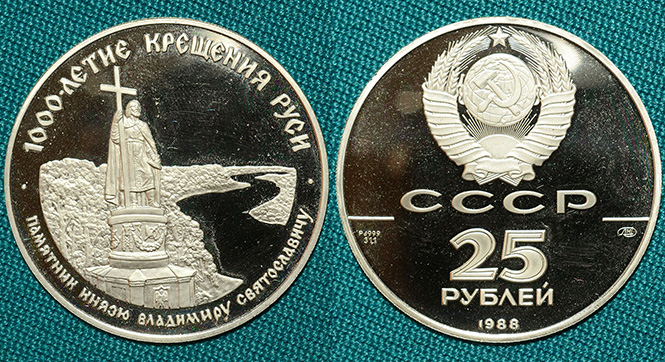 · 1000-ЛЕТИЕ КРЕЩЕНИЯ РУСИ ·
ПАМЯТНИК КНЯЗЮ ВЛАДИМИРУ СВЯТОСЛАВИЧУ
СССР
Pd999
31,1
25
РУБЛЕЙ
1988